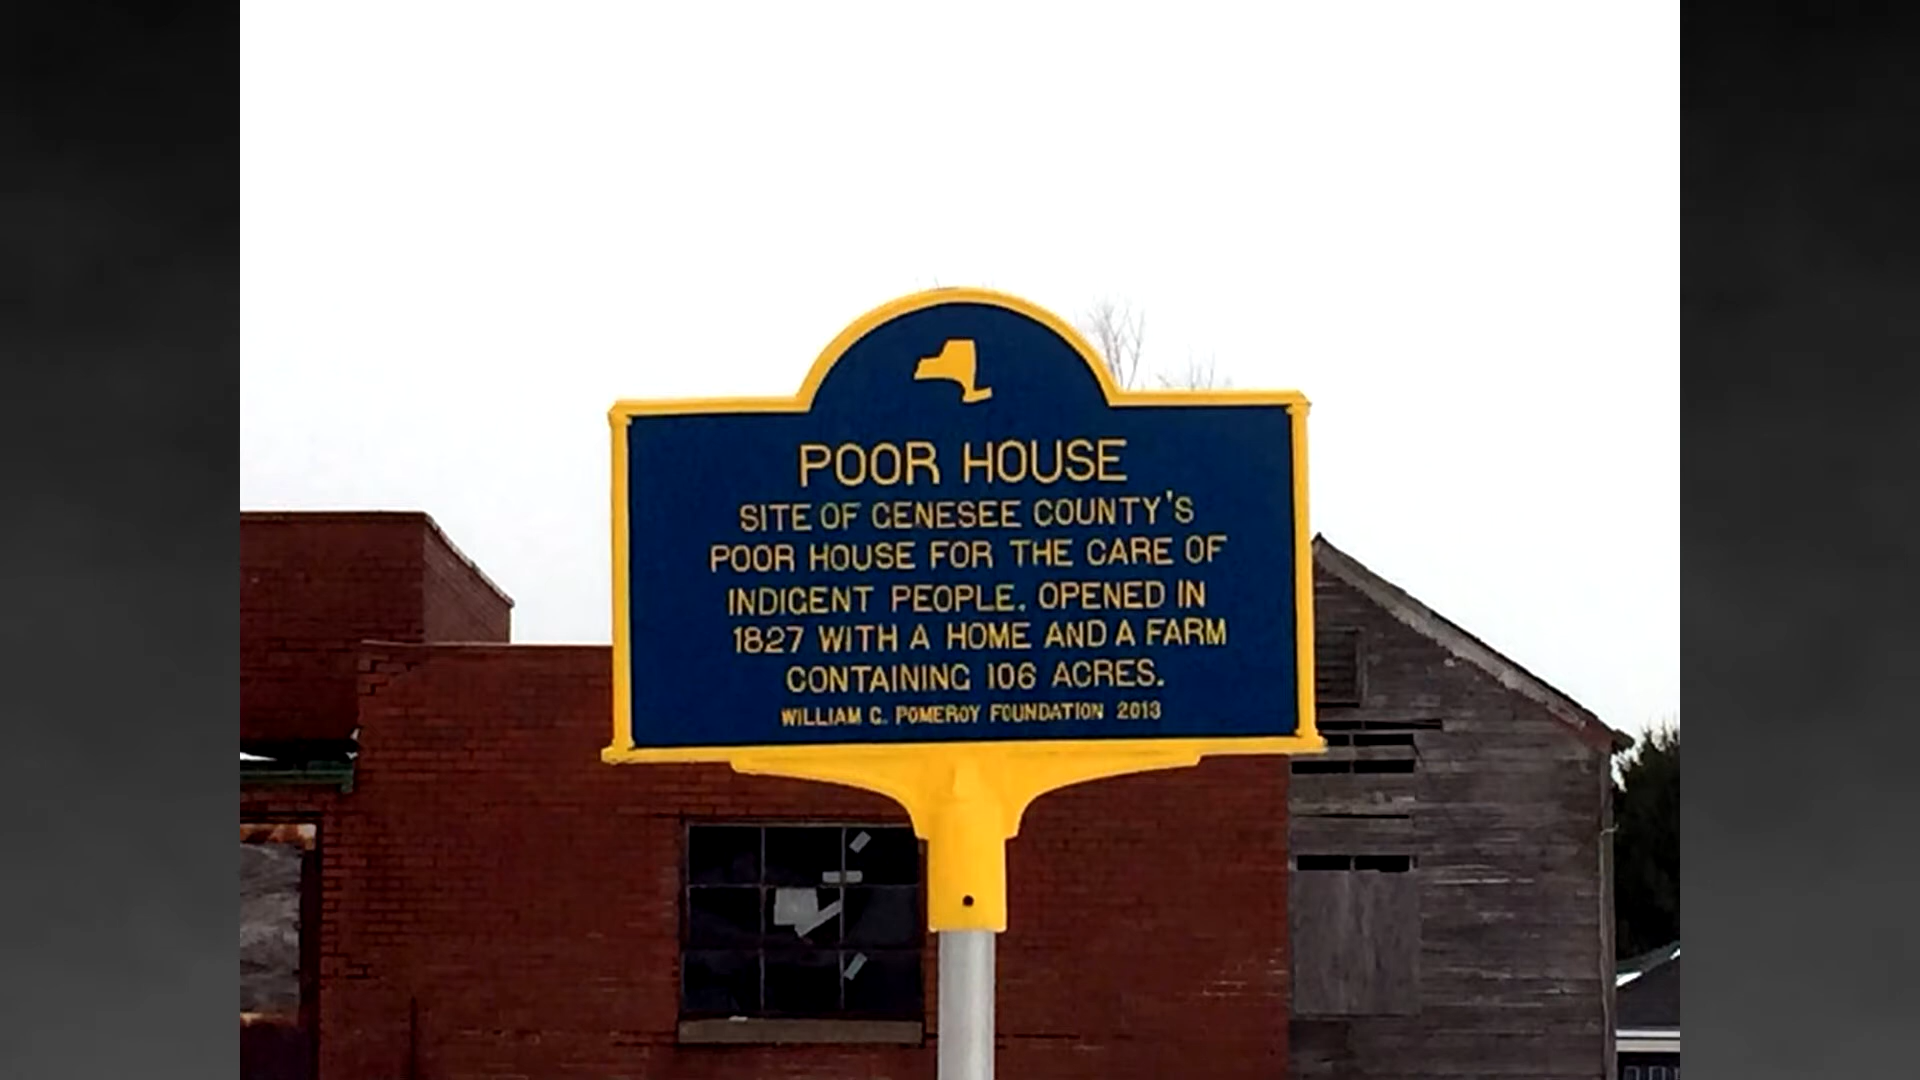 POOR HOUSE
SITE OF GENESEE COUNTY'S
POOR HOUSE FOR THE CARE OF
INDIGENT PEOPLE. OPENED IN
1827 WITH A HOME AND A FARM
CONTAINING 106 ACRES.
WILLIAM C. POMEROY FOUNDATION 2013